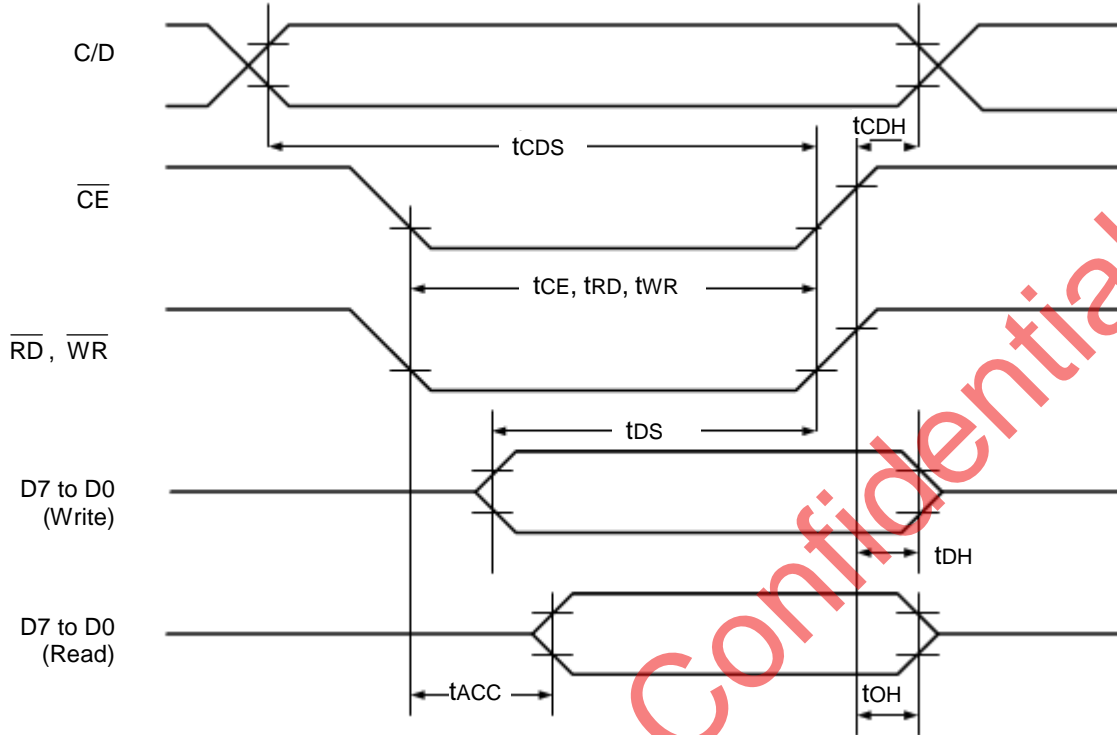 C/D
tCDH
tCDS
CE
tCE, tRD, tWR
RD , WR
tDS
D7 to D0
(Write)
tDH
D7 to D0
(Read)
tACC
tOH
Confidential